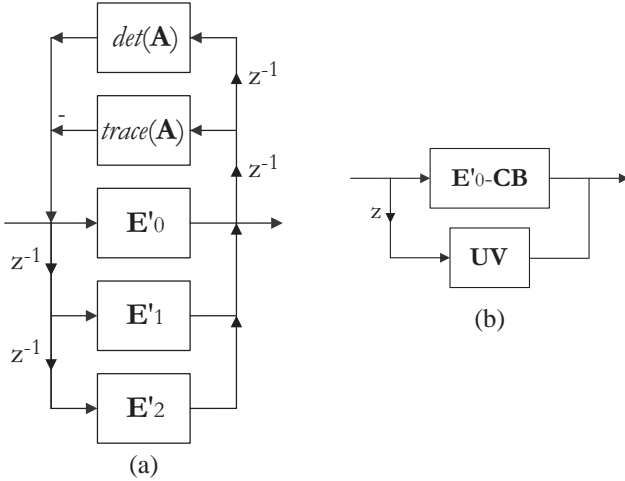 det(A)
z-1
-
trace(A)
z-1
E'0-CB
E'0
z
z-1
UV
E'1
(b)
z-1
E'2
(a)